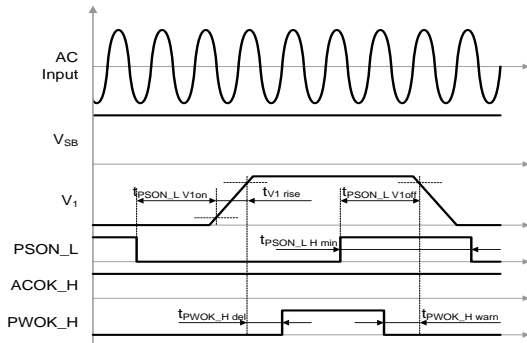 AC
Input
VSB
V1
tPSON_L V1on
tV1 rise
tPSON_L V1off
PSON_L
tPSON_L H min
ACOK_H
PWOK_H
tPWOK_H del
tPWOK_H warn